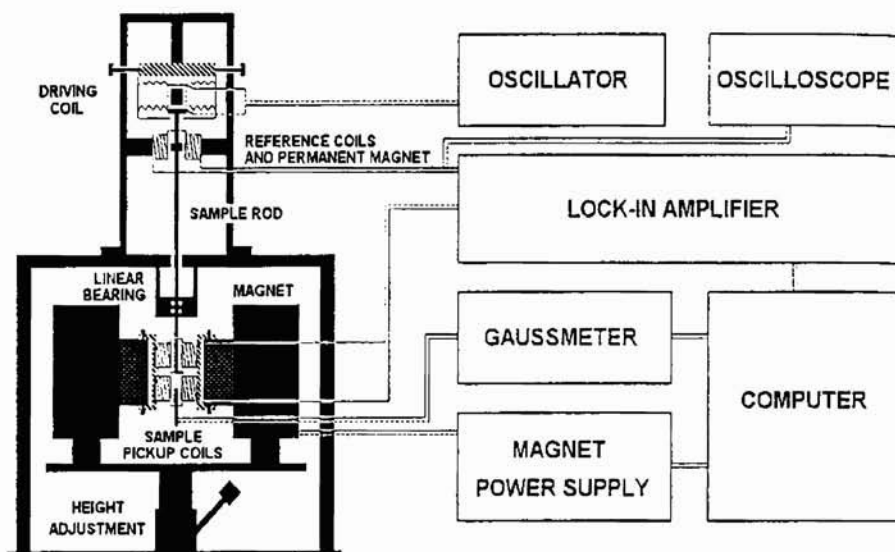 DRIVING
COIL
OSCILLATOR
OSCILLOSCOPE
REFERENCE COILS
AND PERMANENT MAGNET
SAMPLE ROD
LOCK-IN AMPLIFIER
LINEAR
BEARING
MAGNET
GAUSSMETER
COMPUTER
SAMPLE
PICKUP COILS
MAGNET
POWER SUPPLY
HEIGHT
ADJUSTMENT